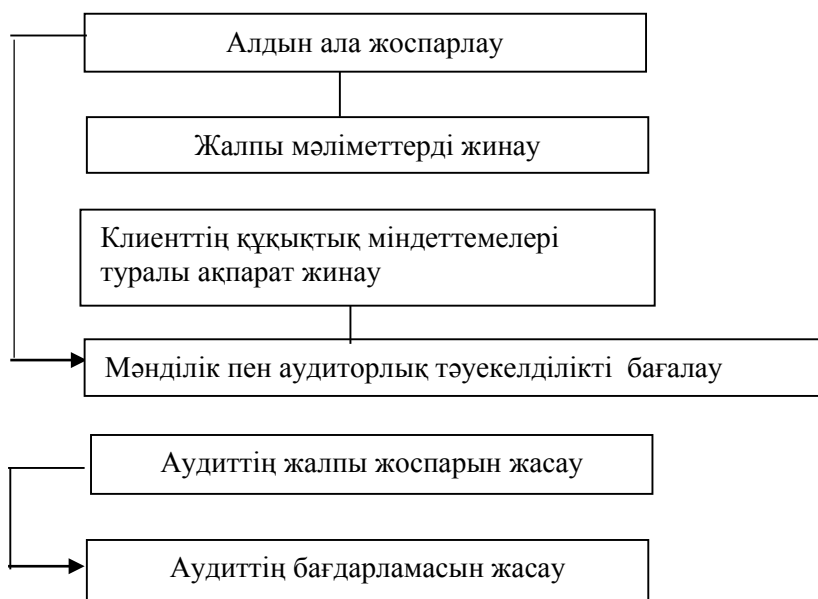 Алдын ала жоспарлау
Жалпы мәліметтерді жинау
Клиенттің құқықтық міндеттемелері
туралы ақпарат жинау
Мәнділік пен аудиторлық тәуекелділікті бағалау
Аудиттің жалпы жоспарын жасау
Аудиттің бағдарламасын жасау